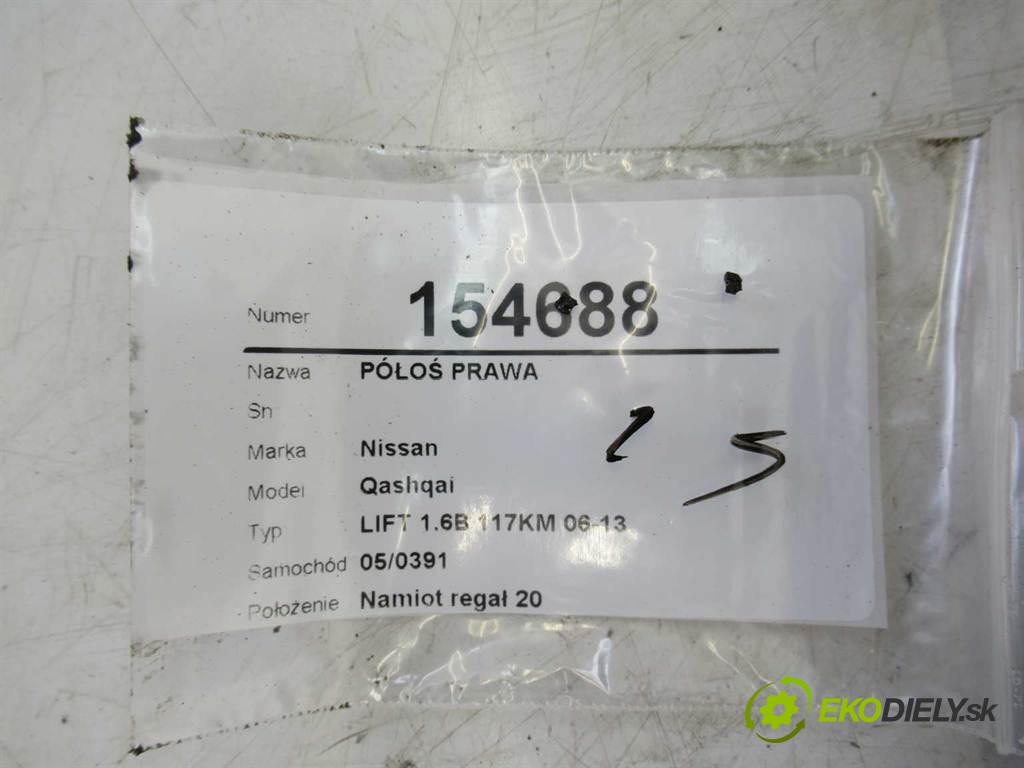 Numer 154688
Nazwa PÓŁOŚ PRAWA
Sn
Marka Nissan
Model Qashqai
Typ LIFT 1.6B 117KM 06-13
Samochód 05/0391
Położenie Namiot regał 20
EKODIELY.sk